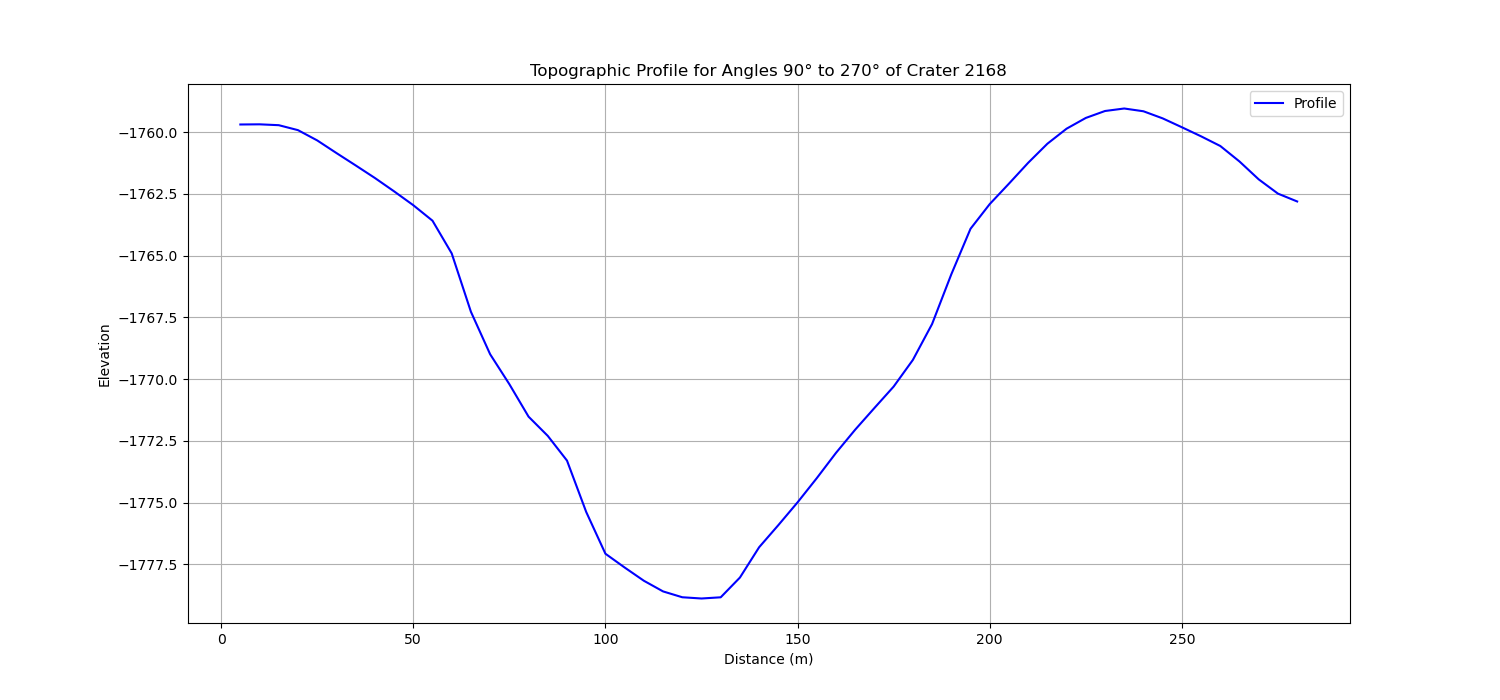 Topographic Profile for Angles 90° to 270° of Crater 2168
Profile
−1760.0
−1762.5
−1765.0
−1767.5
−1770.0
−1772.5
−1775.0
−1777.5
Elevation
0 50 100 150 200 250
Distance (m)